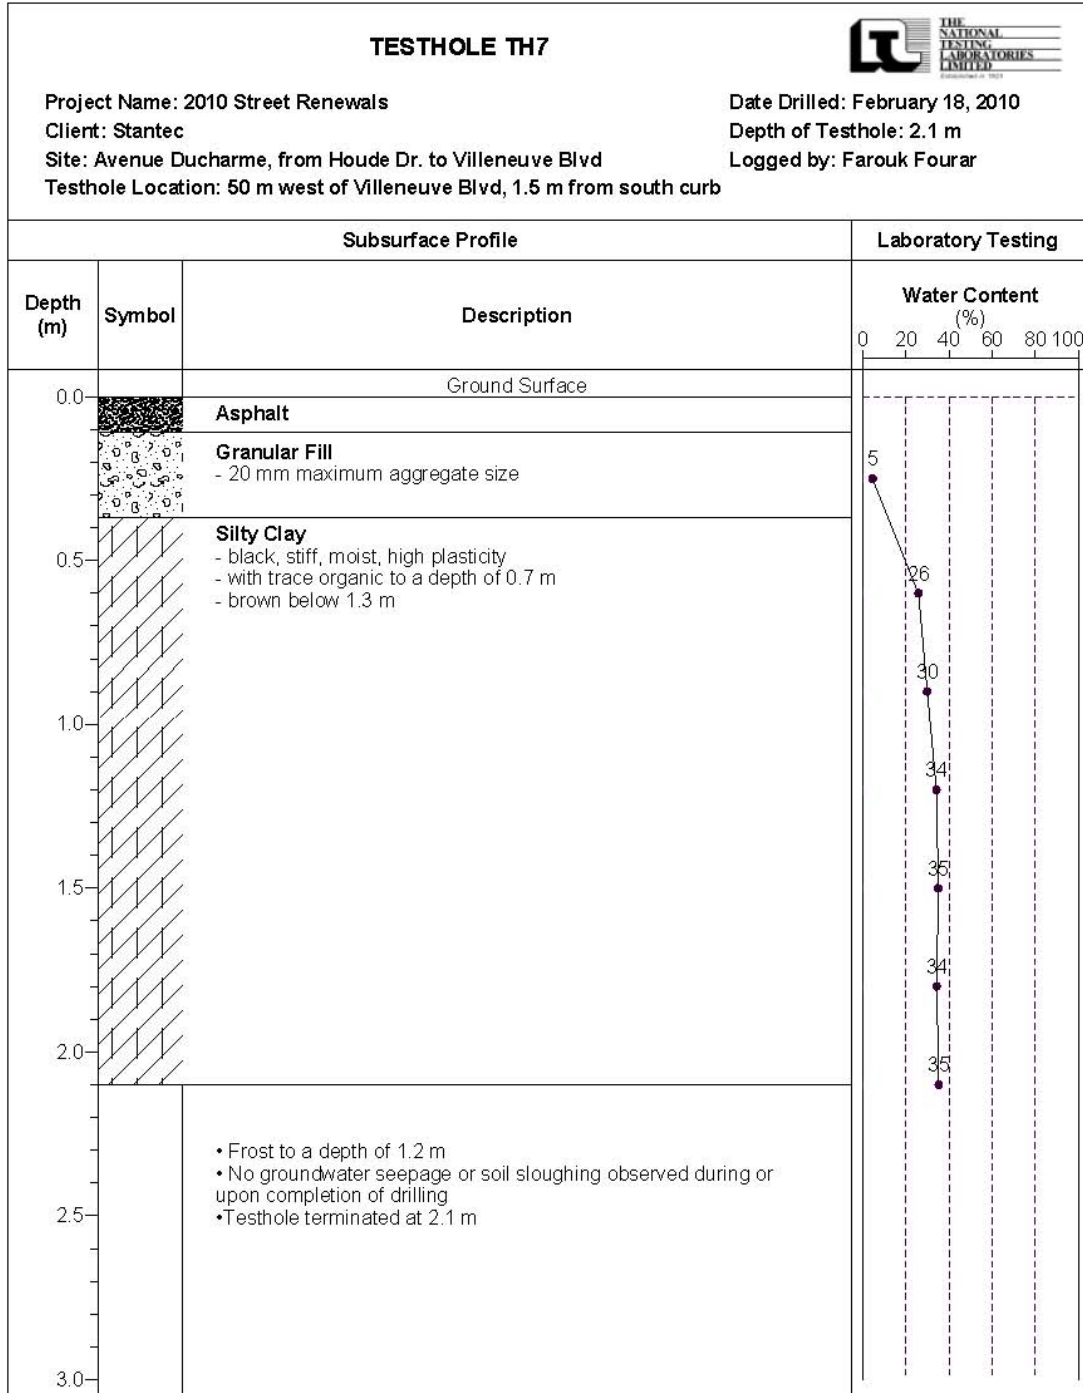 TESTHOLE TH7
THE
NATIONAL
TESTING
LABORATORIES
LIMITED
Established in 1923
Project Name: 2010 Street Renewals
Client: Stantec
Site: Avenue Ducharme, from Houde Dr. to Villeneuve Blvd
Testhole Location: 50 m west of Villeneuve Blvd, 1.5 m from south curb
Date Drilled: February 18, 2010
Depth of Testhole: 2.1 m
Logged by: Farouk Fourar
Subsurface Profile
Laboratory Testing
Depth
(m)
Symbol
Description
Water Content
(%)
0 20 40 60 80 100
Ground Surface
0.0
Asphalt
Granular Fill
- 20 mm maximum aggregate size
5
Silty Clay
0.5
- black, stiff, moist, high plasticity
- with trace organic to a depth of 0.7 m
- brown below 1.3 m
26
30
1.0
34
1.5
35
34
2.0
35
• Frost to a depth of 1.2 m
• No groundwater seepage or soil sloughing observed during or
upon completion of drilling
•Testhole terminated at 2.1 m
2.5
3.0